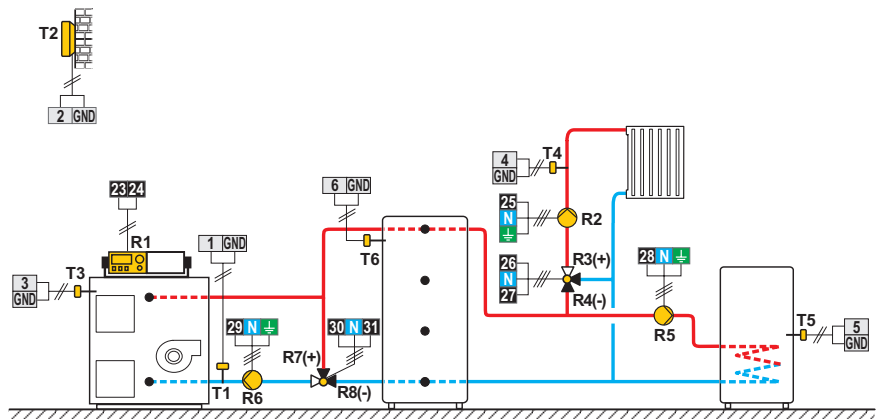 T2
2 GND
23 24
R1
1 GND
3
GND
T3
T1
29 N
R6
30 N 31
R7(+)
R8(-)
6 GND
T6
4
GND
T4
25
N
R2
26
N
27
R3(+)
R4(-)
28 N
R5
T5
5
GND